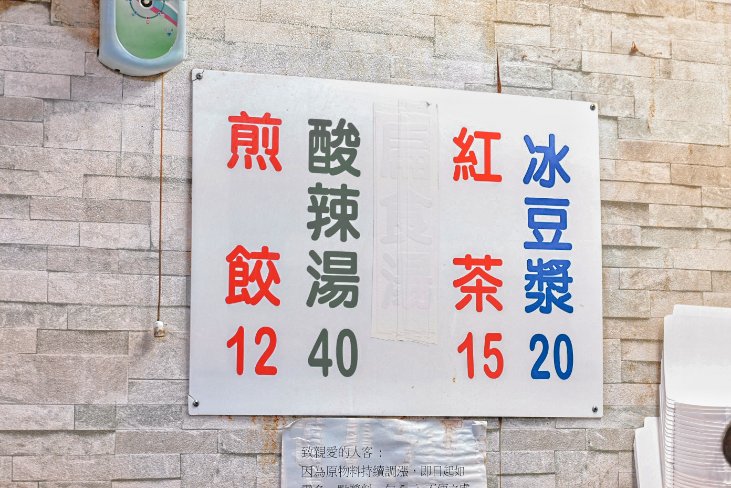 冰豆漿 20
紅茶 15
酸辣湯 40
煎餃 12
致親愛的人客：
因為原物料持續調漲，即日起如